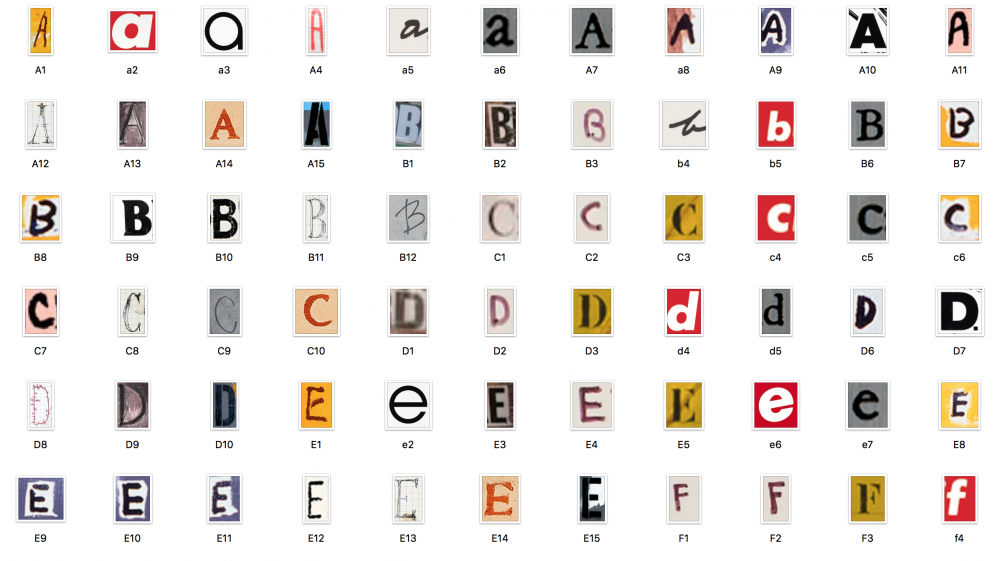 A a a A a a A a A A A
A1 a2 a3 A4 a5 a6 A7 a8 A9 A10 A11
A A A A B B B b b B B
A12 A13 A14 A15 B1 B2 B3 b4 b5 B6 B7
B B B B B C C C c c c
B8 B9 B10 B11 B12 C1 C2 C3 c4 c5 c6
C C C C D D D d d D D.
C7 C8 C9 C10 D1 D2 D3 d4 d5 D6 D7
D D D E e E E E e e E
D8 D9 D10 E1 e2 E3 E4 E5 e6 e7 E8
E E E E E E E F F F f
E9 E10 E11 E12 E13 E14 E15 F1 F2 F3 f4